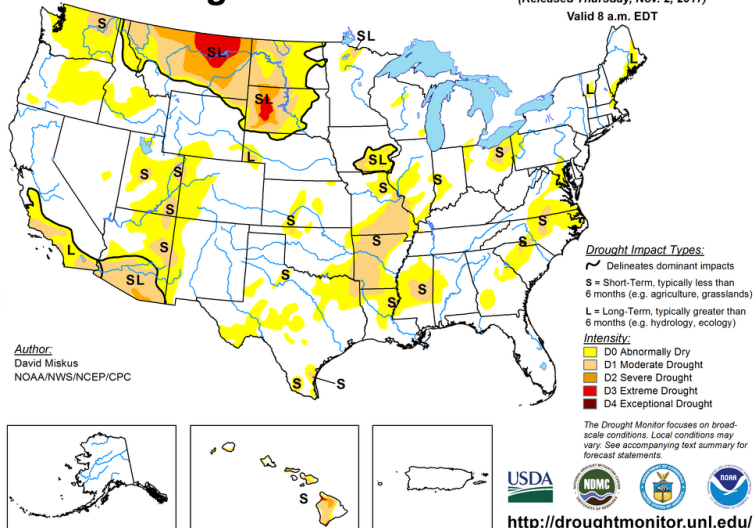 (Released Thursday, Nov. 2, 2017)
Valid 8 a.m. EDT
SL
S
SL
L
SL
L
L
SL
S
S
S
S
S
S
S
S
S
S
S
S
L
SL
S
S
S
S
S
Drought Impact Types:
Delineates dominant impacts
S = Short-Term, typically less than
6 months (e.g. agriculture, grasslands)
L = Long-Term, typically greater than
6 months (e.g. hydrology, ecology)
Intensity:
D0 Abnormally Dry
D1 Moderate Drought
D2 Severe Drought
D3 Extreme Drought
D4 Exceptional Drought
Author:
David Miskus
NOAA/NWS/NCEP/CPC
The Drought Monitor focuses on broad-
scale conditions. Local conditions may
vary. See accompanying text summary for
forecast statements.
S
USDA
NDMC
NOAA
http://droughtmonitor.unl.edu/